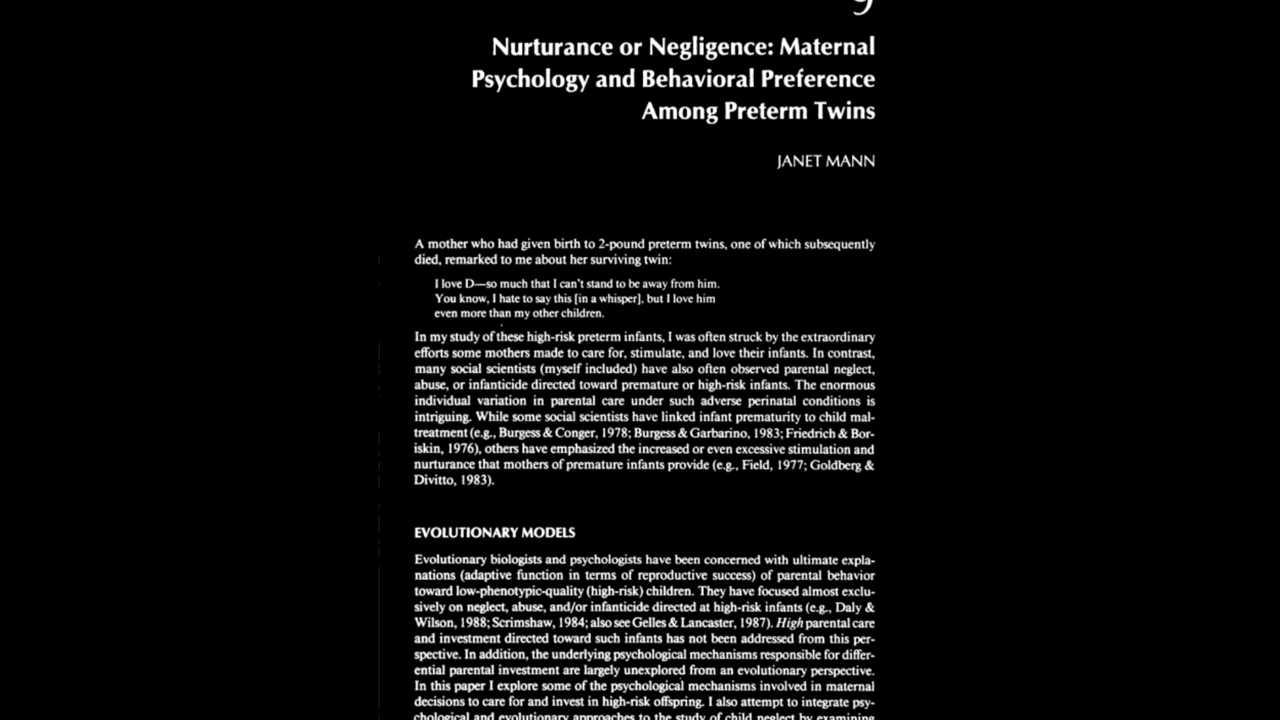 9
Nurturance or Negligence: Maternal
Psychology and Behavioral Preference
Among Preterm Twins
JANET MANN
A mother who had given birth to 2-pound preterm twins, one of which subsequently
died, remarked to me about her surviving twin:
I love D—so much that I can't stand to be away from him.
You know, I hate to say this [in a whisper], but I love him
even more than my other children.
In my study of these high-risk preterm infants, I was often struck by the extraordinary
efforts some mothers made to care for, stimulate, and love their infants. In contrast,
many social scientists (myself included) have also often observed parental neglect,
abuse, or infanticide directed toward premature or high-risk infants. The enormous
individual variation in parental care under such adverse perinatal conditions is
intriguing. While some social scientists have linked infant prematurity to child mal-
treatment (e.g., Burgess & Conger, 1978; Burgess & Garbarino, 1983; Friedrich & Bor-
iskin, 1976), others have emphasized the increased or even excessive stimulation and
nurturance that mothers of premature infants provide (e.g., Field, 1977; Goldberg &
Divitto, 1983).
EVOLUTIONARY MODELS
Evolutionary biologists and psychologists have been concerned with ultimate expla-
nations (adaptive function in terms of reproductive success) of parental behavior
toward low-phenotypic-quality (high-risk) children. They have focused almost exclu-
sively on neglect, abuse, and/or infanticide directed at high-risk infants (e.g., Daly &
Wilson, 1988; Scrimshaw, 1984; also see Gelles & Lancaster, 1987). High parental care
and investment directed toward such infants has not been addressed from this per-
spective. In addition, the underlying psychological mechanisms responsible for differ-
ential parental investment are largely unexplored from an evolutionary perspective.
In this paper I explore some of the psychological mechanisms involved in maternal
decisions to care for and invest in high-risk offspring. I also attempt to integrate psy-
chological and evolutionary approaches to the study of child neglect by examining